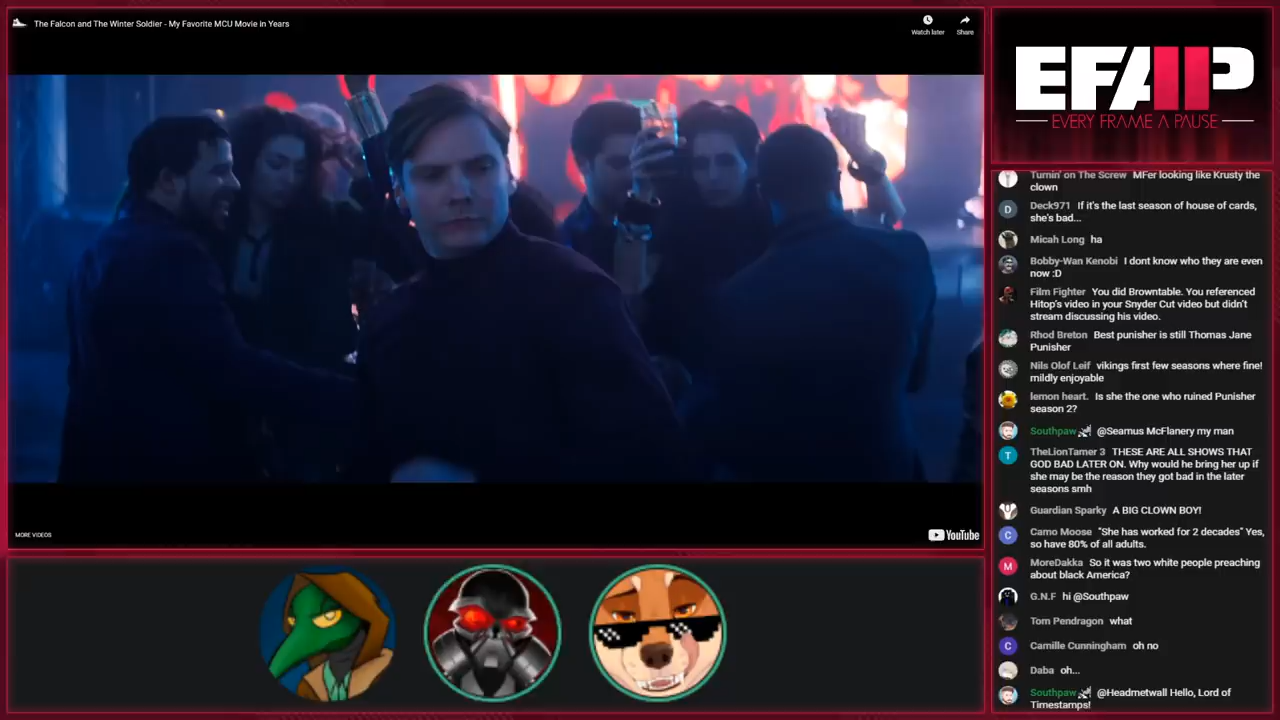 The Falcon and The Winter Soldier - My Favorite MCU Movie in Years
Watch later
Share
MORE VIDEOS
YouTube
EFAP
EVERY FRAME A PAUSE
Turnin' on The Screw MFer looking like Krusty the
clown
Deck971 If it's the last season of house of cards,
she's bad...
Micah Long ha
Bobby-Wan Kenobi I dont know who they are even
now :D
Film Fighter You did Browntable. You referenced
Hitop's video in your Snyder Cut video but didn't
stream discussing his video.
Rhod Breton Best punisher is still Thomas Jane
Punisher
Nils Olof Leif vikings first few seasons where fine!
mildly enjoyable
lemon heart. Is she the one who ruined Punisher
season 2?
Southpaw @Seamus McFlanery my man
T
TheLionTamer 3 THESE ARE ALL SHOWS THAT
GOD BAD LATER ON. Why would he bring her up if
she may be the reason they got bad in the later
seasons smh
Guardian Sparky A BIG CLOWN BOY!
C
Camo Moose "She has worked for 2 decades" Yes,
so have 80% of all adults.
M
MoreDakka So it was two white people preaching
about black America?
G.N.F hi @Southpaw
Tom Pendragon what
C
Camille Cunningham oh no
Daba oh...
Southpaw @Headmetwall Hello, Lord of
Timestamps!